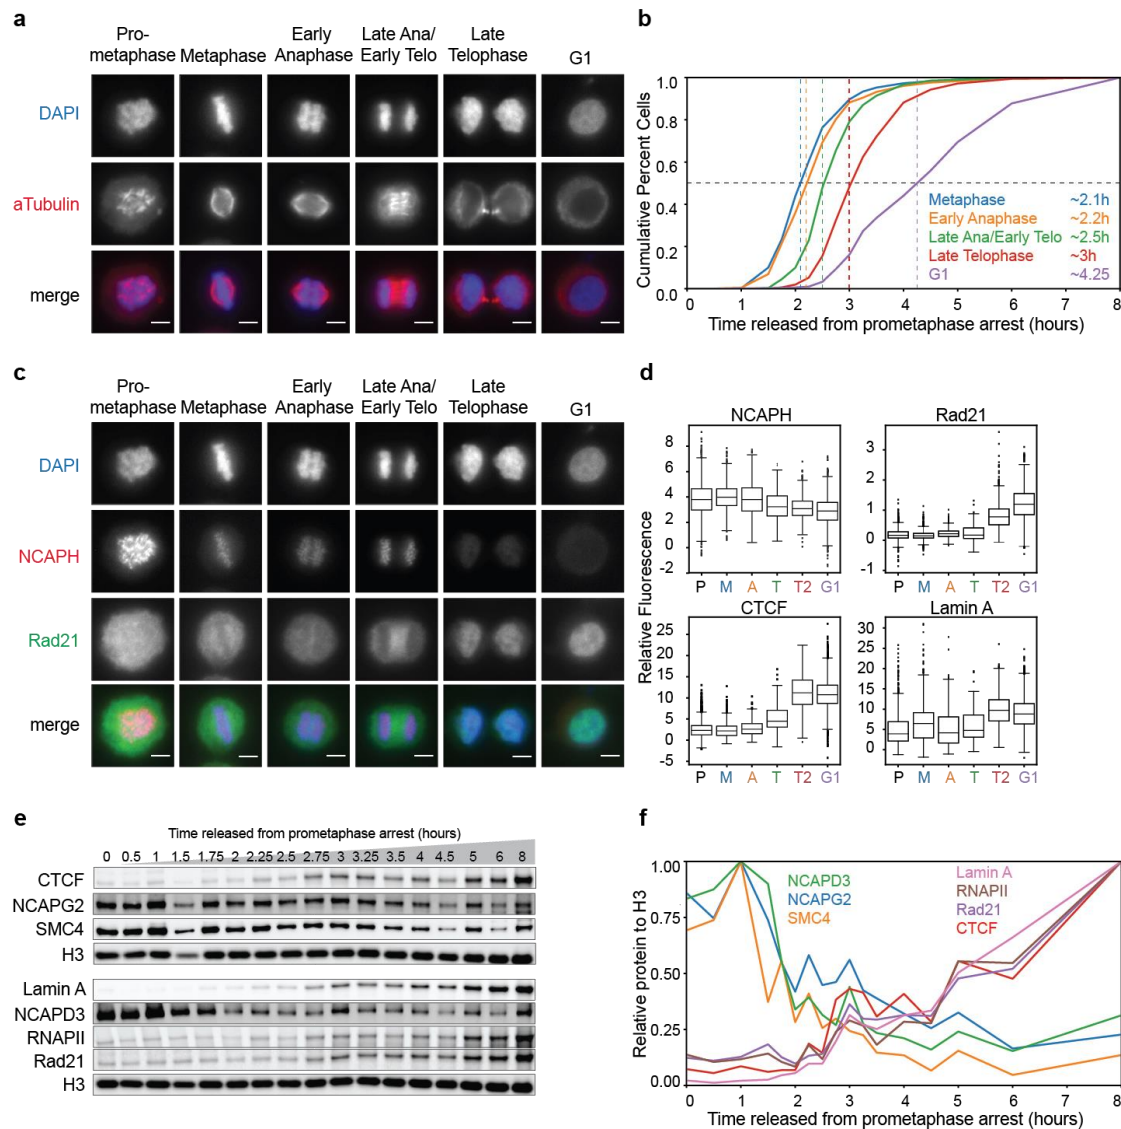 a
Pro-
metaphase Metaphase Early
Anaphase Late Ana/
Early Telo Late
Telophase G1
DAPI
aTubulin
merge
b
Cumulative Percent Cells
1.0
0.8
0.6
0.4
0.2
0.0
Metaphase ~2.1h
Early Anaphase ~2.2h
Late Ana/Early Telo ~2.5h
Late Telophase ~3h
G1 ~4.25
0 1 2 3 4 5 6 7 8
Time released from prometaphase arrest (hours)
c
Pro-
metaphase Metaphase Early
Anaphase Late Ana/
Early Telo Late
Telophase G1
DAPI
NCAPH
Rad21
merge
d
Relative Fluorescence
NCAPH
8
6
4
2
0
-2
P M A T T2 G1
Rad21
3
2
1
0
-1
P M A T T2 G1
CTCF
25
20
15
10
5
0
-5
P M A T T2 G1
Lamin A
30
25
20
15
10
5
0
P M A T T2 G1
e
Time released from prometaphase arrest (hours)
0 0.5 1 1.5 1.75 2 2.25 2.5 2.75 3 3.25 3.5 4 4.5 5 6 8
CTCF
NCAPG2
SMC4
H3
Lamin A
NCAPD3
RNAPII
Rad21
H3
f
Relative protein to H3
1.00
0.75
0.50
0.25
0.00
NCAPD3
NCAPG2
SMC4
Lamin A
RNAPII
Rad21
CTCF
0 1 2 3 4 5 6 7 8
Time released from prometaphase arrest (hours)